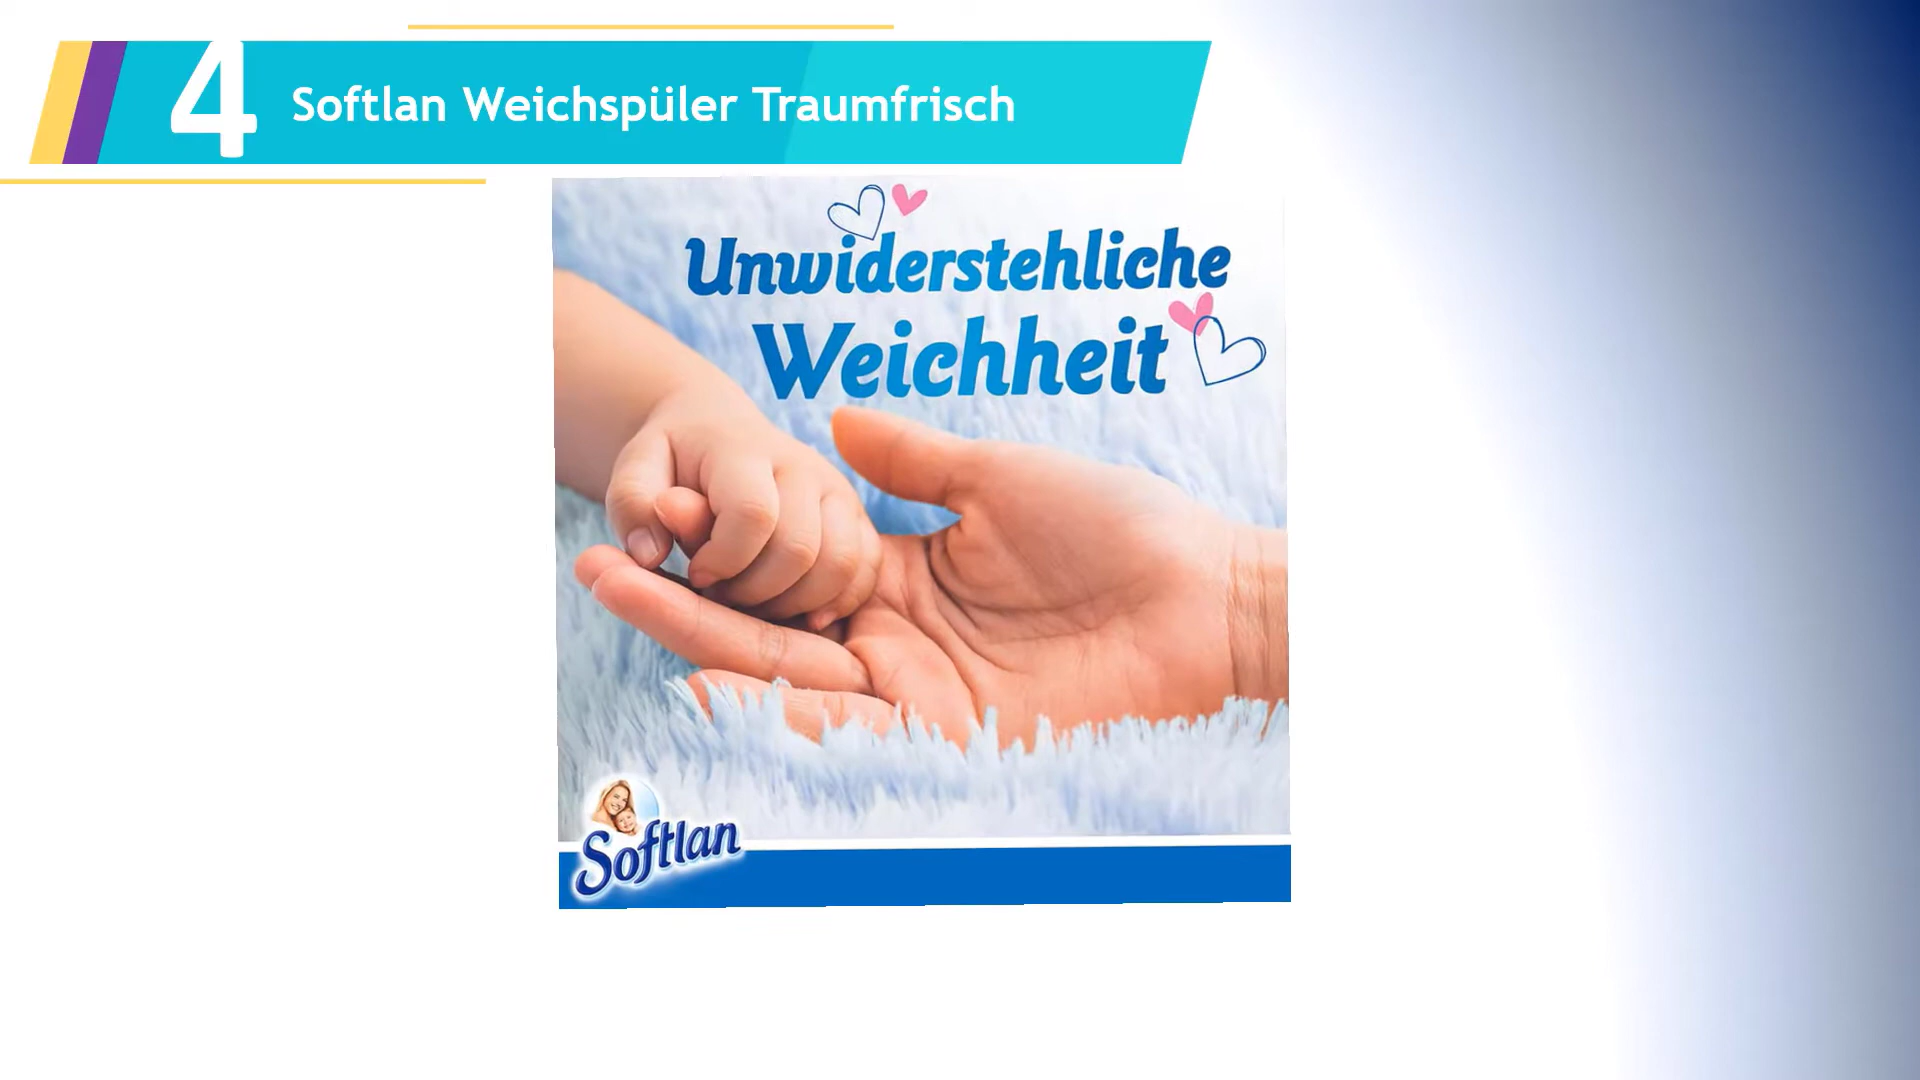 4
Softlan Weichspüler Traumfrisch
Unwiderstehliche
Weichheit
Softlan